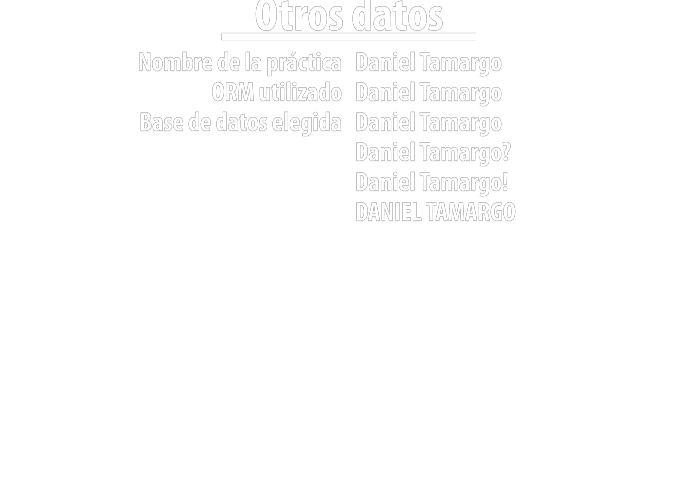 Otros datos
Nombre de la práctica Daniel Tamargo
ORM utilizado Daniel Tamargo
Base de datos elegida Daniel Tamargo
Daniel Tamargo?
Daniel Tamargo!
DANIEL TAMARGO